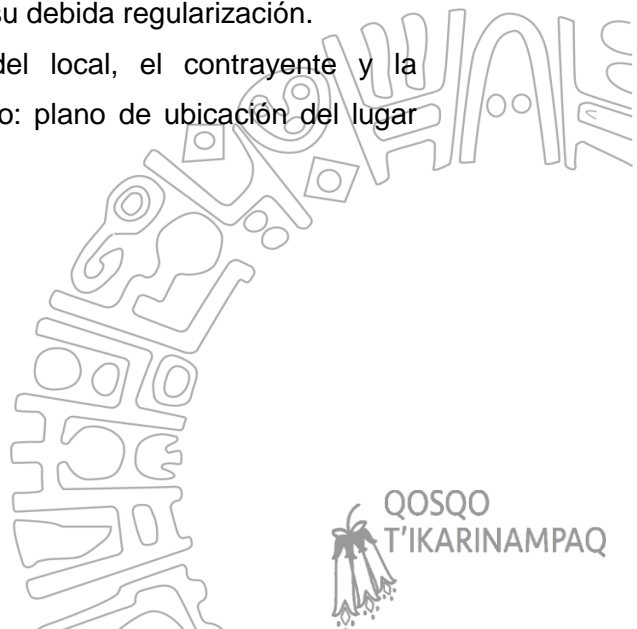 su debida regularización.
del local, el contrayente y la
o: plano de ubicación del lugar
QOSQO
T'IKARINAMPAQ